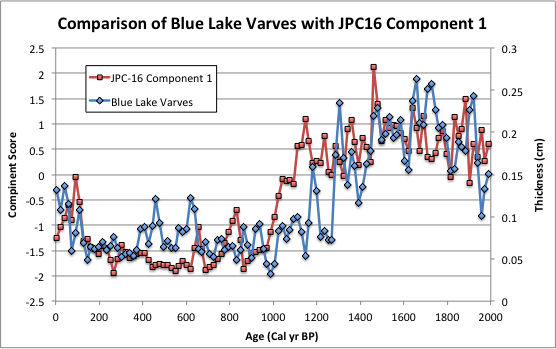 Comparison of Blue Lake Varves with JPC16 Component 1
2.5
2
1.5
1
0.5
0
-0.5
-1
-1.5
-2
-2.5
Compinent Score
JPC-16 Component 1
Blue Lake Varves
0.3
0.25
0.2
0.15
0.1
0.05
0
Thickness (cm)
0 200 400 600 800 1000 1200 1400 1600 1800 2000
Age (Cal yr BP)